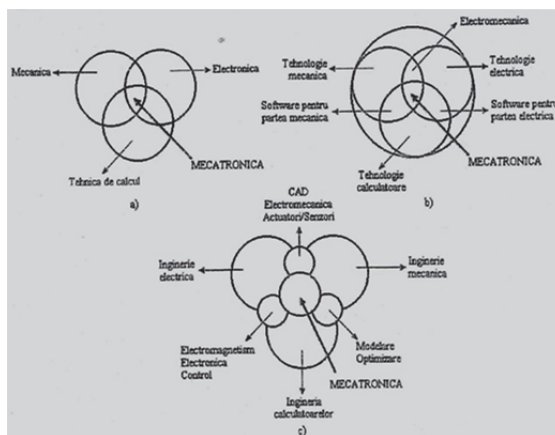 Mecanica
Electronica
Tehnica de calcul
MECATRONICA
a)
Electromecanica
Tehnologie
mecanica
Tehnologie
electrica
Software pentru
partea mecanica
Software pentru
partea electrica
Tehnologie
calculatoare
MECATRONICA
b)
CAD
Electromecanica
Actuatori/Senzori
Inginerie
electrica
Inginerie
mecanica
Electromagnetism
Electronica
Control
Modelare
Optimizare
Ingineria
calculatoarelor
MECATRONICA
c)